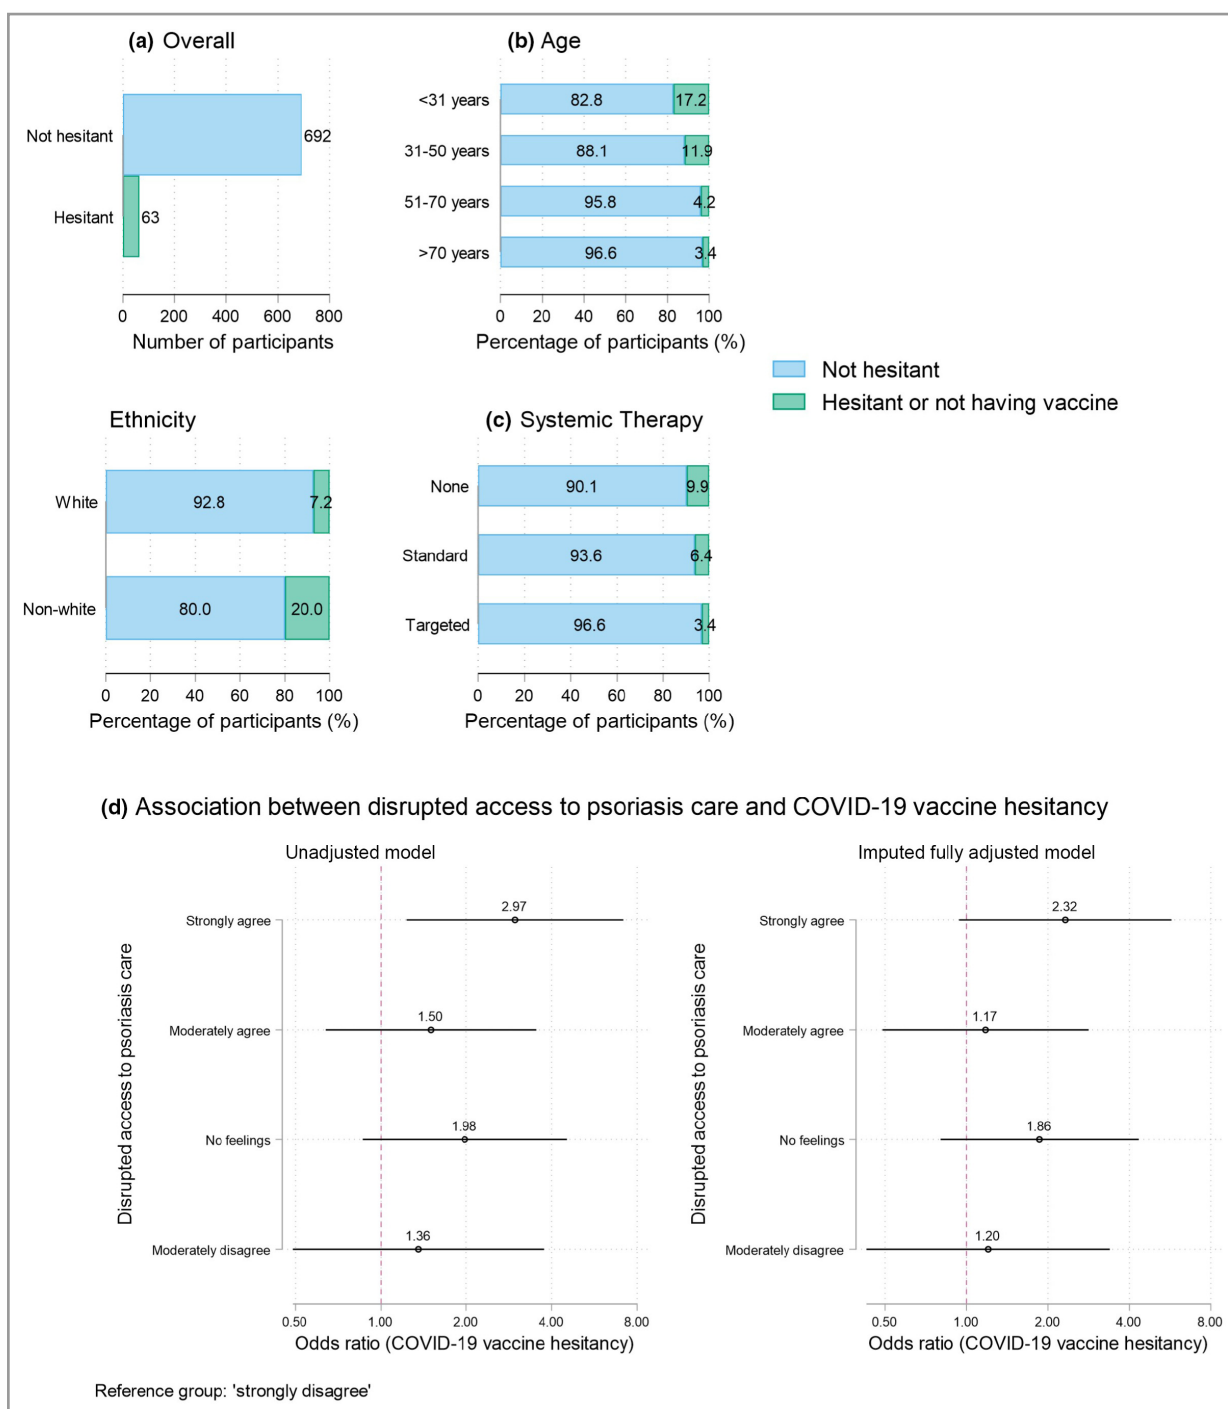 (a) Overall
Not hesitant
692
Hesitant
63
0 200 400 600 800
Number of participants
(b) Age
<31 years 82.8 17.2
31-50 years 88.1 11.9
51-70 years 95.8 4.2
>70 years 96.6 3.4
0 20 40 60 80 100
Percentage of participants (%)
Not hesitant
Hesitant or not having vaccine
Ethnicity
White 92.8 7.2
Non-white 80.0 20.0
0 20 40 60 80 100
Percentage of participants (%)
(c) Systemic Therapy
None 90.1 9.9
Standard 93.6 6.4
Targeted 96.6 3.4
0 20 40 60 80 100
Percentage of participants (%)
(d) Association between disrupted access to psoriasis care and COVID-19 vaccine hesitancy
Unadjusted model
Disrupted access to psoriasis care
Strongly agree 2.97
Moderately agree 1.50
No feelings 1.98
Moderately disagree 1.36
0.50 1.00 2.00 4.00 8.00
Odds ratio (COVID-19 vaccine hesitancy)
Imputed fully adjusted model
Disrupted access to psoriasis care
Strongly agree 2.32
Moderately agree 1.17
No feelings 1.86
Moderately disagree 1.20
0.50 1.00 2.00 4.00 8.00
Odds ratio (COVID-19 vaccine hesitancy)
Reference group: 'strongly disagree'